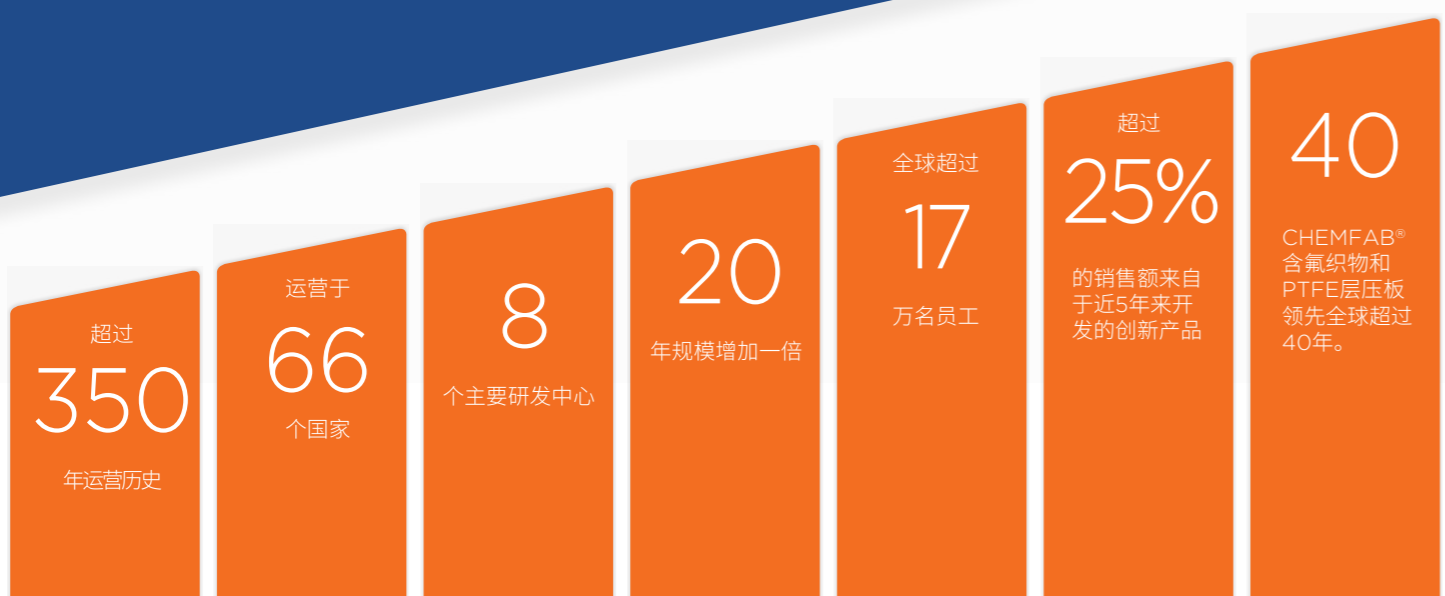 超过
350
年运营历史
运营于
66
个国家
8
个主要研发中心
20
年规模增加一倍
全球超过
17
万名员工
超过
25%
的销售额来自
于近5年来开
发的创新产品
40
CHEMFAB®
含氟织物和
PTFE层压板
领先全球超过
40年。